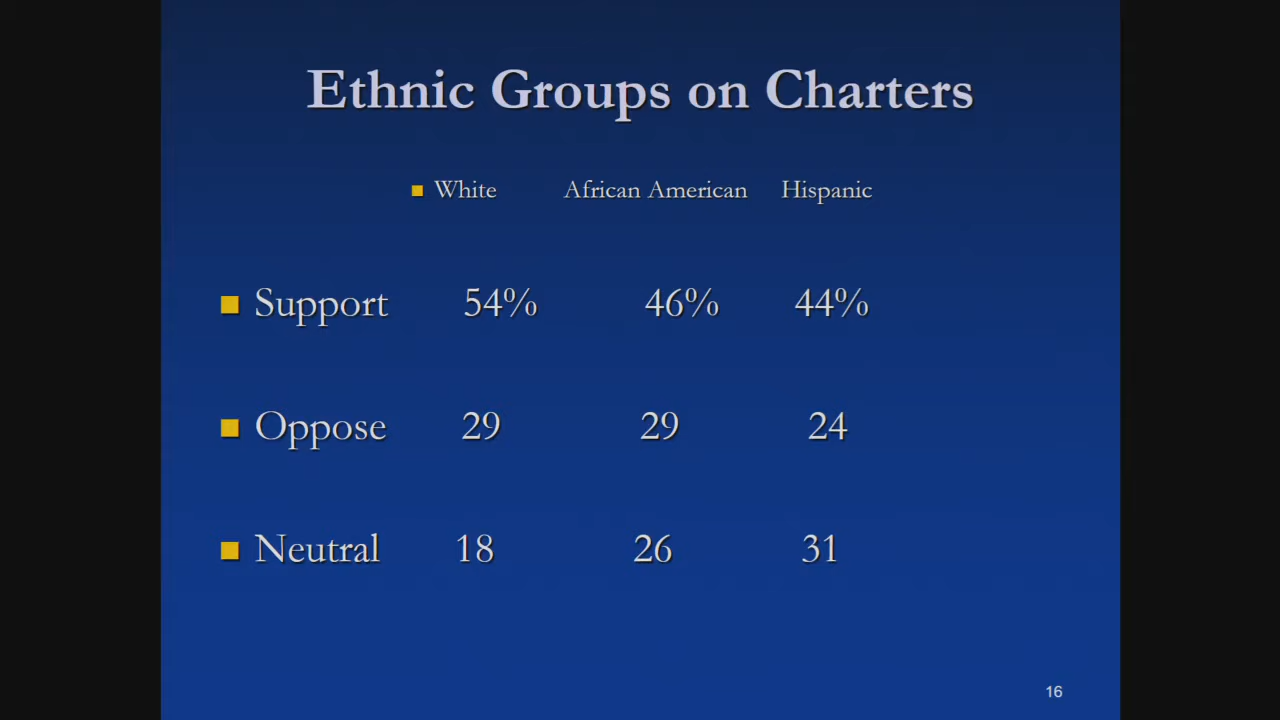 Ethnic Groups on Charters
White African American Hispanic
Support 54% 46% 44%
Oppose 29 29 24
Neutral 18 26 31
16